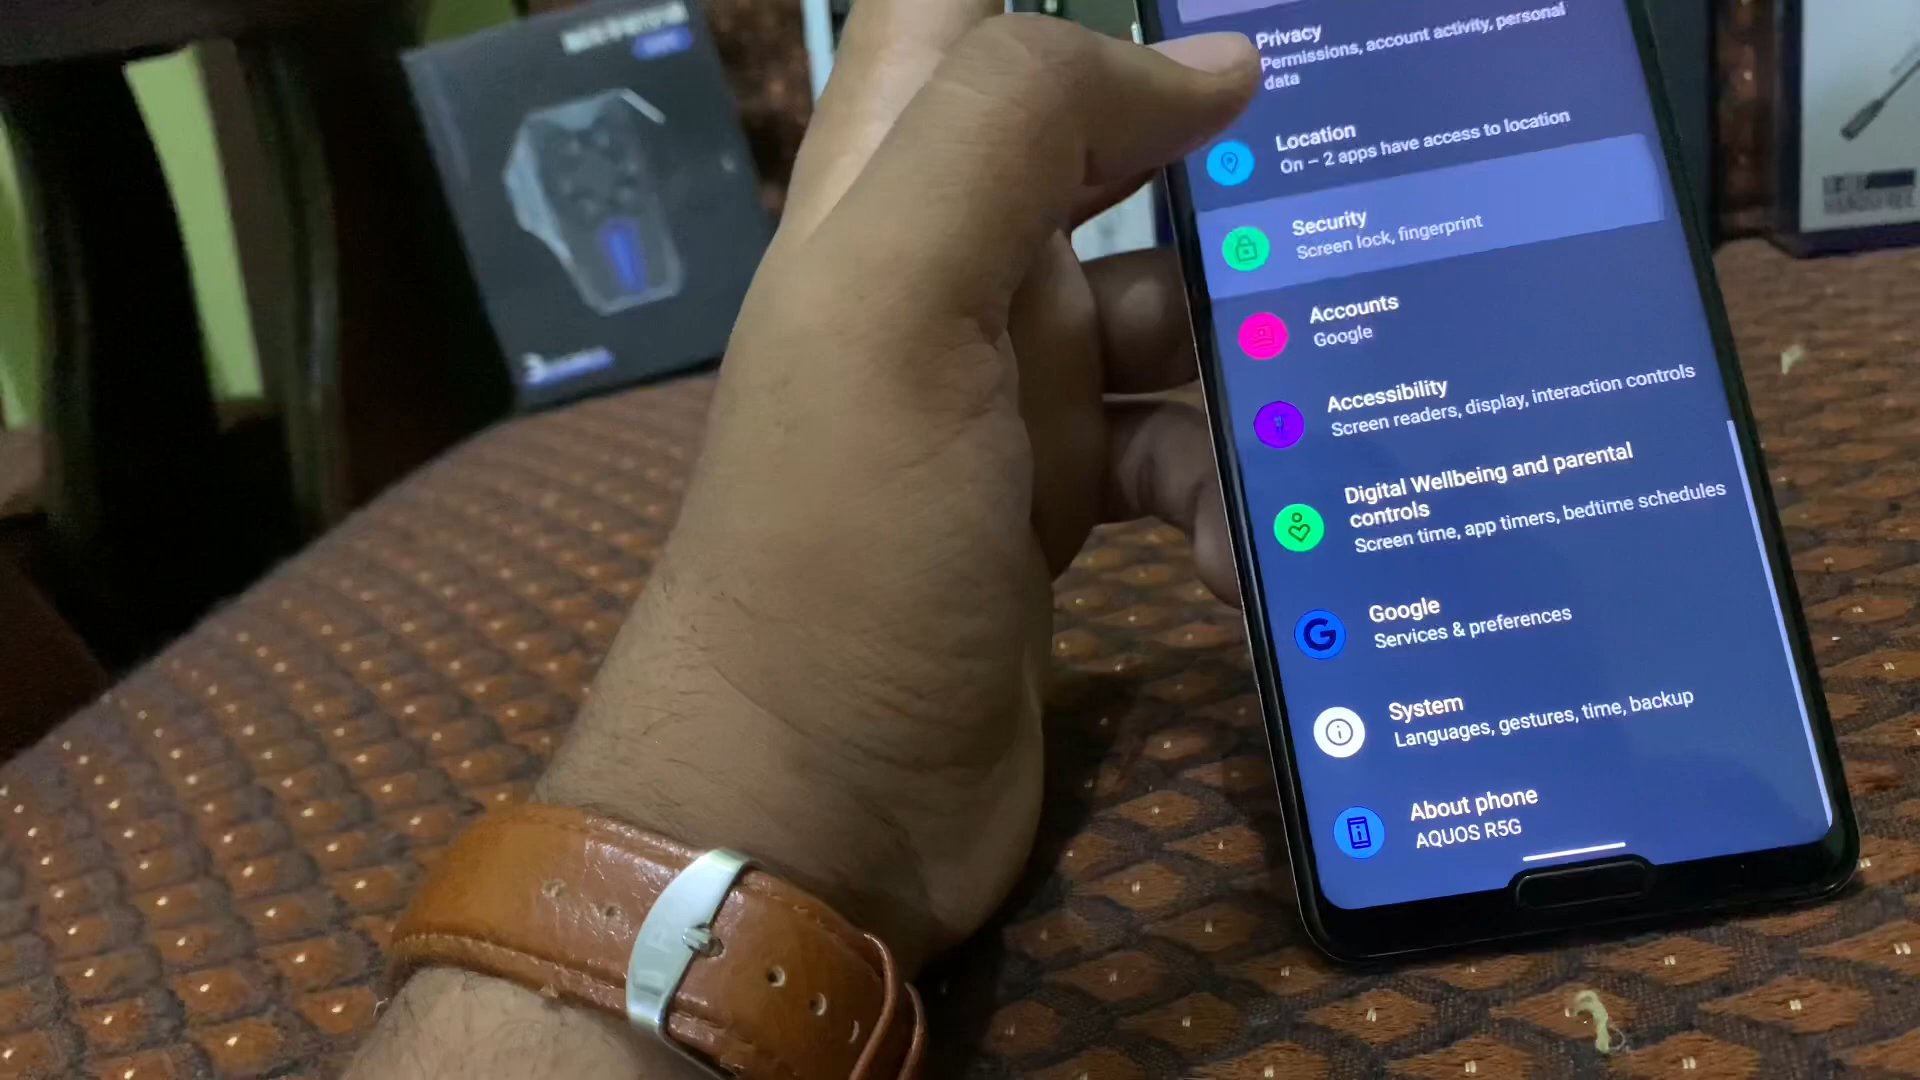 Privacy
Permissions, account activity, personal
data
Location
On – 2 apps have access to location
Security
Screen lock, fingerprint
Accounts
Google
Accessibility
Screen readers, display, interaction controls
Digital Wellbeing and parental
controls
Screen time, app timers, bedtime schedules
Google
Services & preferences
System
Languages, gestures, time, backup
About phone
AQUOS R5G